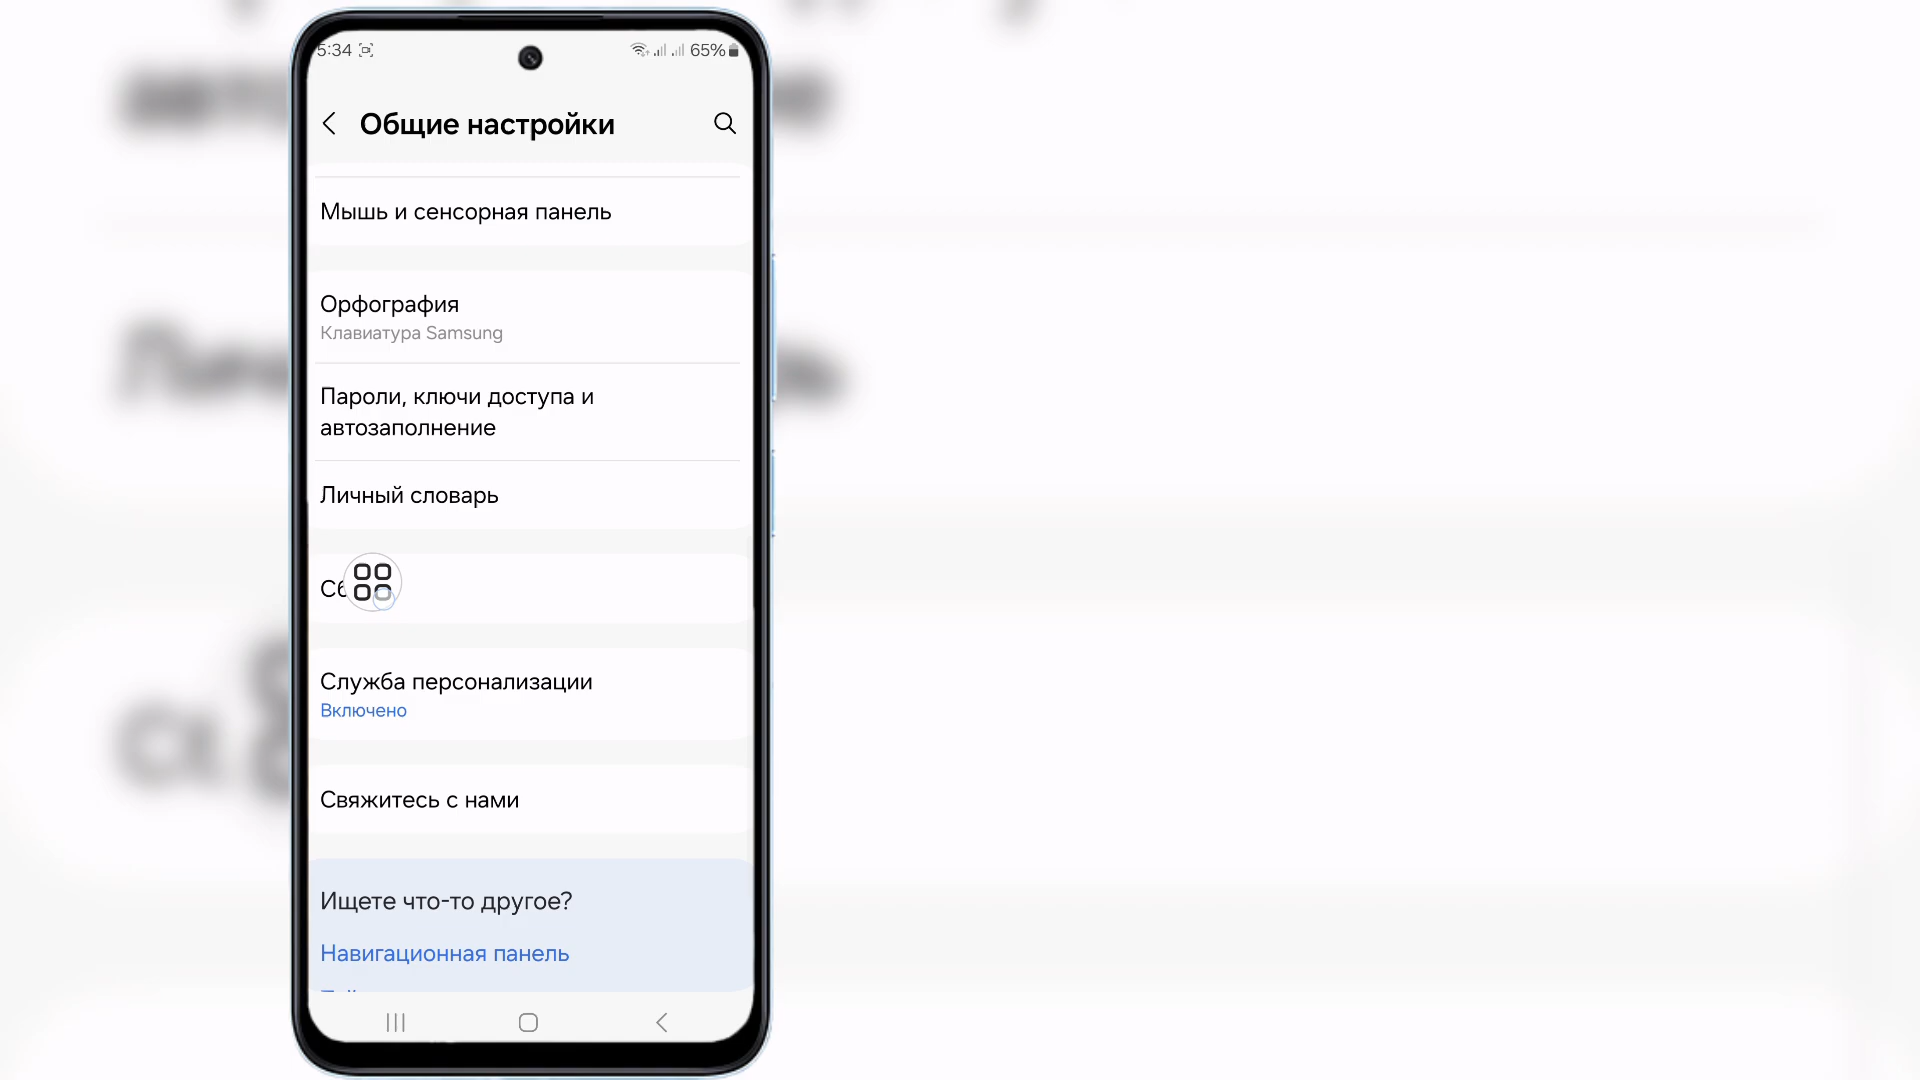 5:34 65%
Общие настройки
Мышь и сенсорная панель
Орфография
Клавиатура Samsung
Пароли, ключи доступа и
автозаполнение
Личный словарь
Служба персонализации
Включено
Свяжитесь с нами
Ищете что-то другое?
Навигационная панель